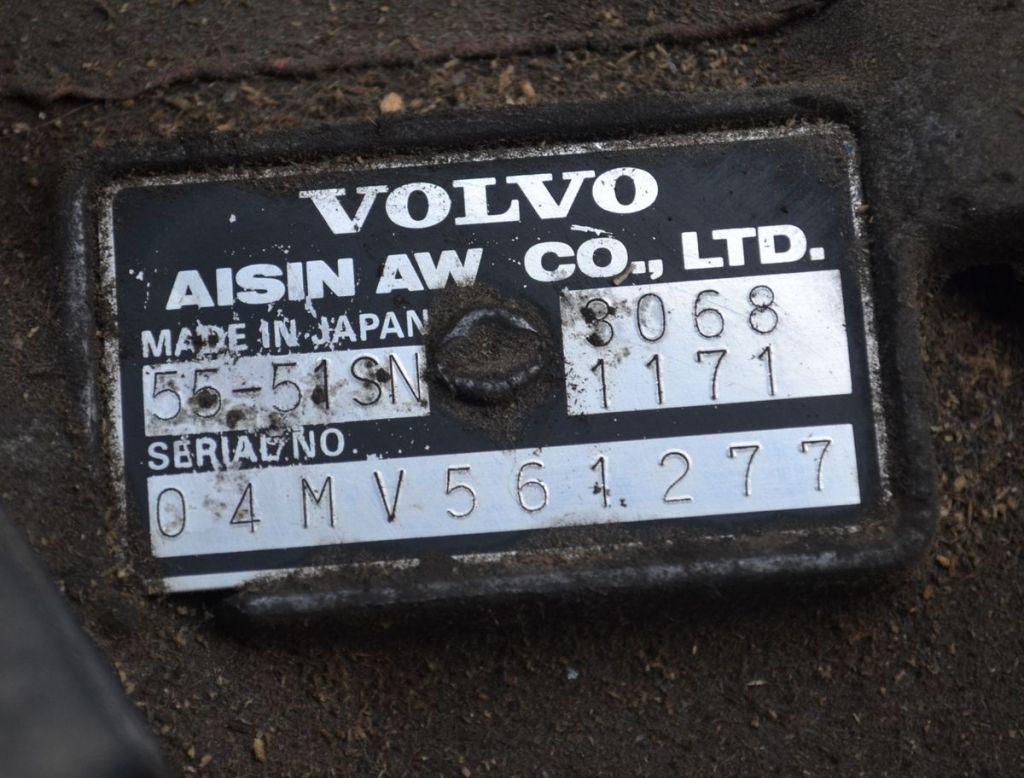 VOLVO
AISIN AW CO., LTD.
MADE IN JAPAN
55-51SN
3068
1171
SERIAL NO.
04MV561277